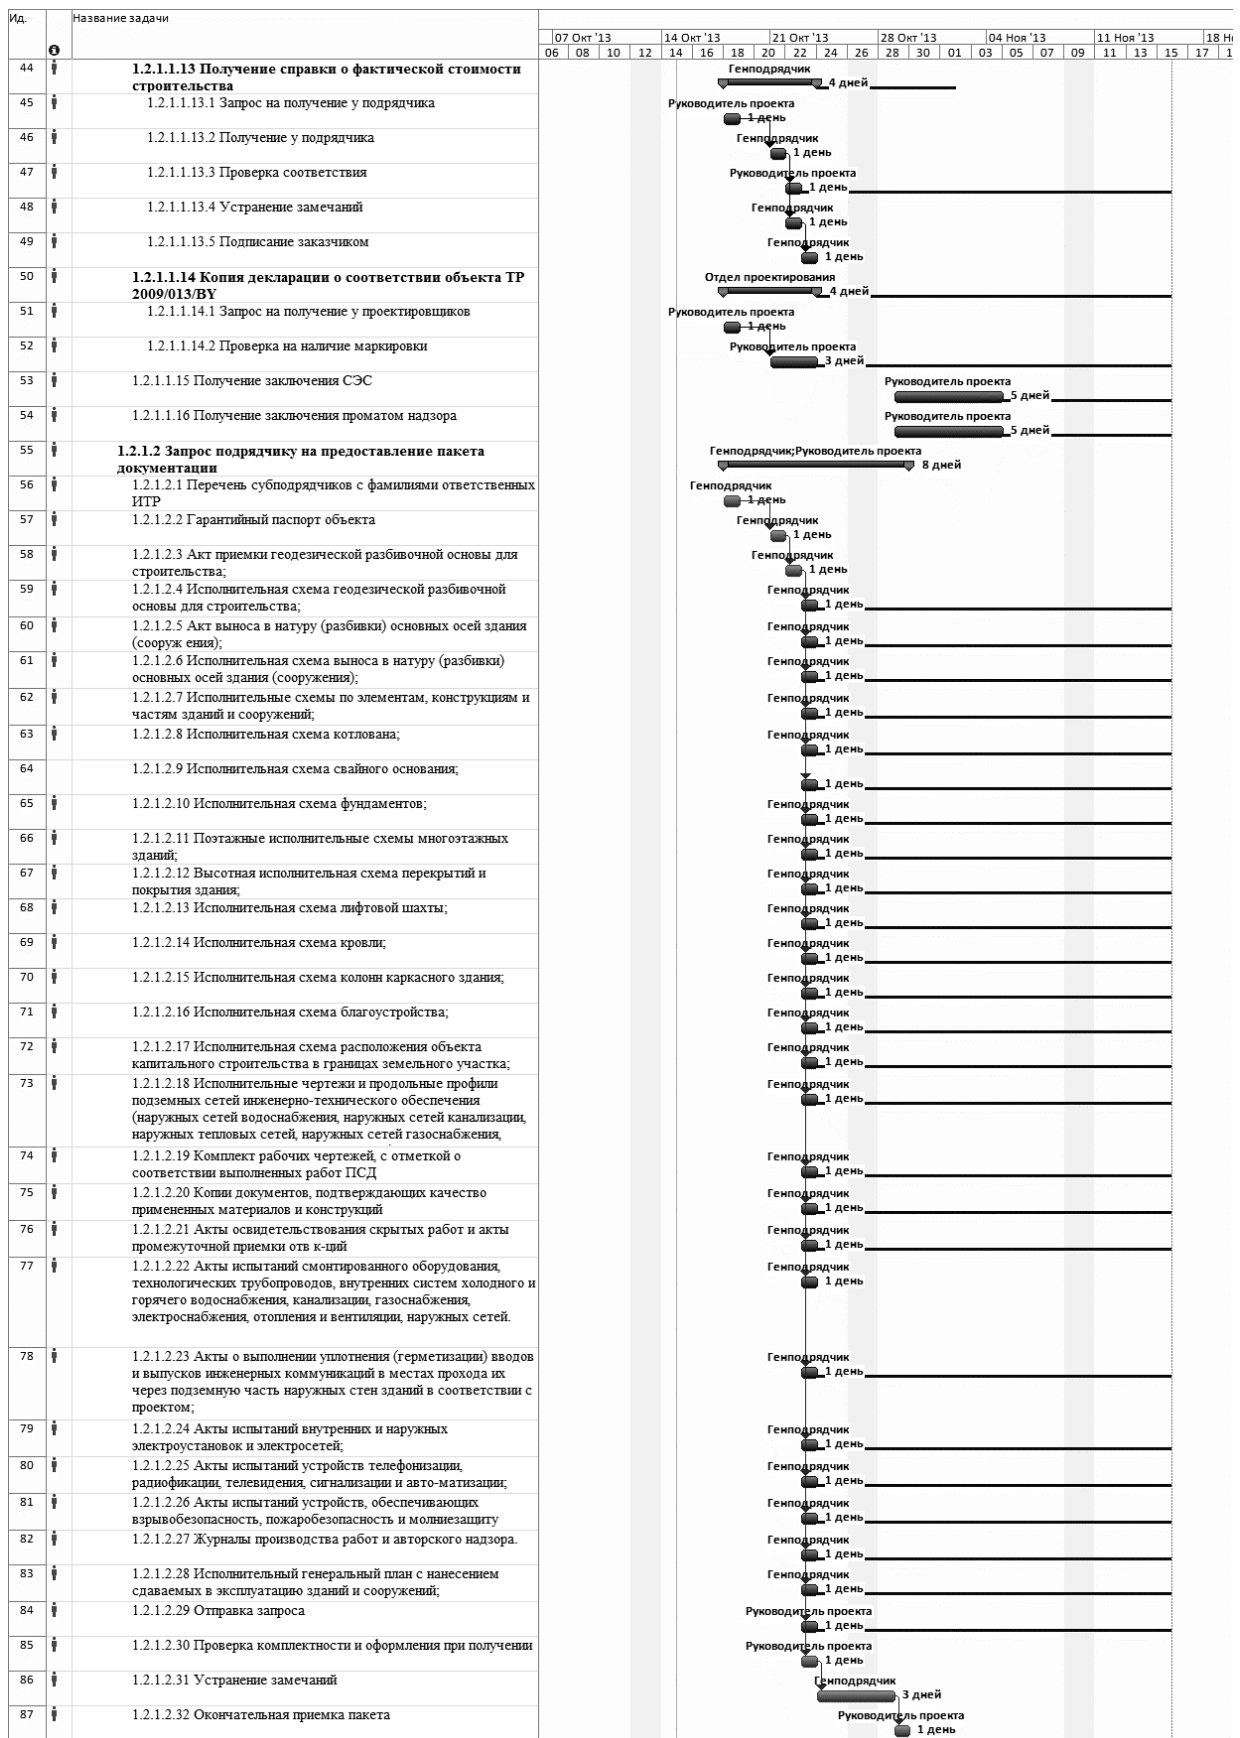 Ид.
Название задачи
07 Окт '13 14 Окт '13 21 Окт '13 28 Окт '13 04 Ноя '13 11 Ноя '13 18 Н
06 08 10 12 14 16 18 20 22 24 26 28 30 01 03 05 07 09 11 13 15 17 1
44 1.2.1.1.13 Получение справки о фактической стоимости
строительства
Генподрядчик
4 дней
45 1.2.1.1.13.1 Запрос на получение у подрядчика
Руководитель проекта
1 день
46 1.2.1.1.13.2 Получение у подрядчика
Генподрядчик
1 день
47 1.2.1.1.13.3 Проверка соответствия
Руководитель проекта
1 день
48 1.2.1.1.13.4 Устранение замечаний
Генподрядчик
1 день
49 1.2.1.1.13.5 Подписание заказчиком
Генподрядчик
1 день
50 1.2.1.1.14 Копия декларации о соответствии объекта ТР
2009/013/BY
Отдел проектирования
4 дней
51 1.2.1.1.14.1 Запрос на получение у проектировщиков
Руководитель проекта
1 день
52 1.2.1.1.14.2 Проверка на наличие маркировки
Руководитель проекта
3 дней
53 1.2.1.1.15 Получение заключения СЭС
Руководитель проекта
5 дней
54 1.2.1.1.16 Получение заключения проматом надзора
Руководитель проекта
5 дней
55 1.2.1.2 Запрос подрядчику на предоставление пакета
документации
Генподрядчик;Руководитель проекта
8 дней
56 1.2.1.2.1 Перечень субподрядчиков с фамилиями ответственных
ИТР
Генподрядчик
1 день
57 1.2.1.2.2 Гарантийный паспорт объекта
Генподрядчик
1 день
58 1.2.1.2.3 Акт приемки геодезической разбивочной основы для
строительства;
Генподрядчик
1 день
59 1.2.1.2.4 Исполнительная схема геодезической разбивочной
основы для строительства;
Генподрядчик
1 день
60 1.2.1.2.5 Акт выноса в натуру (разбивки) основных осей здания
(сооруж ения);
Генподрядчик
1 день
61 1.2.1.2.6 Исполнительная схема выноса в натуру (разбивки)
основных осей здания (сооружения);
Генподрядчик
1 день
62 1.2.1.2.7 Исполнительные схемы по элементам, конструкциям и
частям зданий и сооружений;
Генподрядчик
1 день
63 1.2.1.2.8 Исполнительная схема котлована;
Генподрядчик
1 день
64 1.2.1.2.9 Исполнительная схема свайного основания;
1 день
65 1.2.1.2.10 Исполнительная схема фундаментов;
Генподрядчик
1 день
66 1.2.1.2.11 Поэтажные исполнительные схемы многоэтажных
зданий;
Генподрядчик
1 день
67 1.2.1.2.12 Высотная исполнительная схема перекрытий и
покрытия здания;
Генподрядчик
1 день
68 1.2.1.2.13 Исполнительная схема лифтовой шахты;
Генподрядчик
1 день
69 1.2.1.2.14 Исполнительная схема кровли;
Генподрядчик
1 день
70 1.2.1.2.15 Исполнительная схема колонн каркасного здания;
Генподрядчик
1 день
71 1.2.1.2.16 Исполнительная схема благоустройства;
Генподрядчик
1 день
72 1.2.1.2.17 Исполнительная схема расположения объекта
капитального строительства в границах земельного участка;
Генподрядчик
1 день
73 1.2.1.2.18 Исполнительные чертежи и продольные профили
подземных сетей инженерно-технического обеспечения
(наружных сетей водоснабжения, наружных сетей канализации,
наружных тепловых сетей, наружных сетей газоснабжения,
Генподрядчик
1 день
74 1.2.1.2.19 Комплект рабочих чертежей, с отметкой о
соответствии выполненных работ ПСД
Генподрядчик
1 день
75 1.2.1.2.20 Копии документов, подтверждающих качество
примененных материалов и конструкций
Генподрядчик
1 день
76 1.2.1.2.21 Акты освидетельствования скрытых работ и акты
промежуточной приемки отв к-ций
Генподрядчик
1 день
77 1.2.1.2.22 Акты испытаний смонтированного оборудования,
технологических трубопроводов, внутренних систем холодного и
горячего водоснабжения, канализации, газоснабжения,
электроснабжения, отопления и вентиляции, наружных сетей.
Генподрядчик
1 день
78 1.2.1.2.23 Акты о выполнении уплотнения (герметизации) вводов
и выпусков инженерных коммуникаций в местах прохода их
через подземную часть наружных стен зданий в соответствии с
проектом;
Генподрядчик
1 день
79 1.2.1.2.24 Акты испытаний внутренних и наружных
электроустановок и электросетей;
Генподрядчик
1 день
80 1.2.1.2.25 Акты испытаний устройств телефонизации,
радиофикации, телевидения, сигнализации и авто-матизации;
Генподрядчик
1 день
81 1.2.1.2.26 Акты испытаний устройств, обеспечивающих
взрывобезопасность, пожаробезопасность и молниезащиту
Генподрядчик
1 день
82 1.2.1.2.27 Журналы производства работ и авторского надзора.
Генподрядчик
1 день
83 1.2.1.2.28 Исполнительный генеральный план с нанесением
сдаваемых в эксплуатацию зданий и сооружений;
Генподрядчик
1 день
84 1.2.1.2.29 Отправка запроса
Руководитель проекта
1 день
85 1.2.1.2.30 Проверка комплектности и оформления при получении
Руководитель проекта
1 день
86 1.2.1.2.31 Устранение замечаний
Генподрядчик
3 дней
87 1.2.1.2.32 Окончательная приемка пакета
Руководитель проекта
1 день